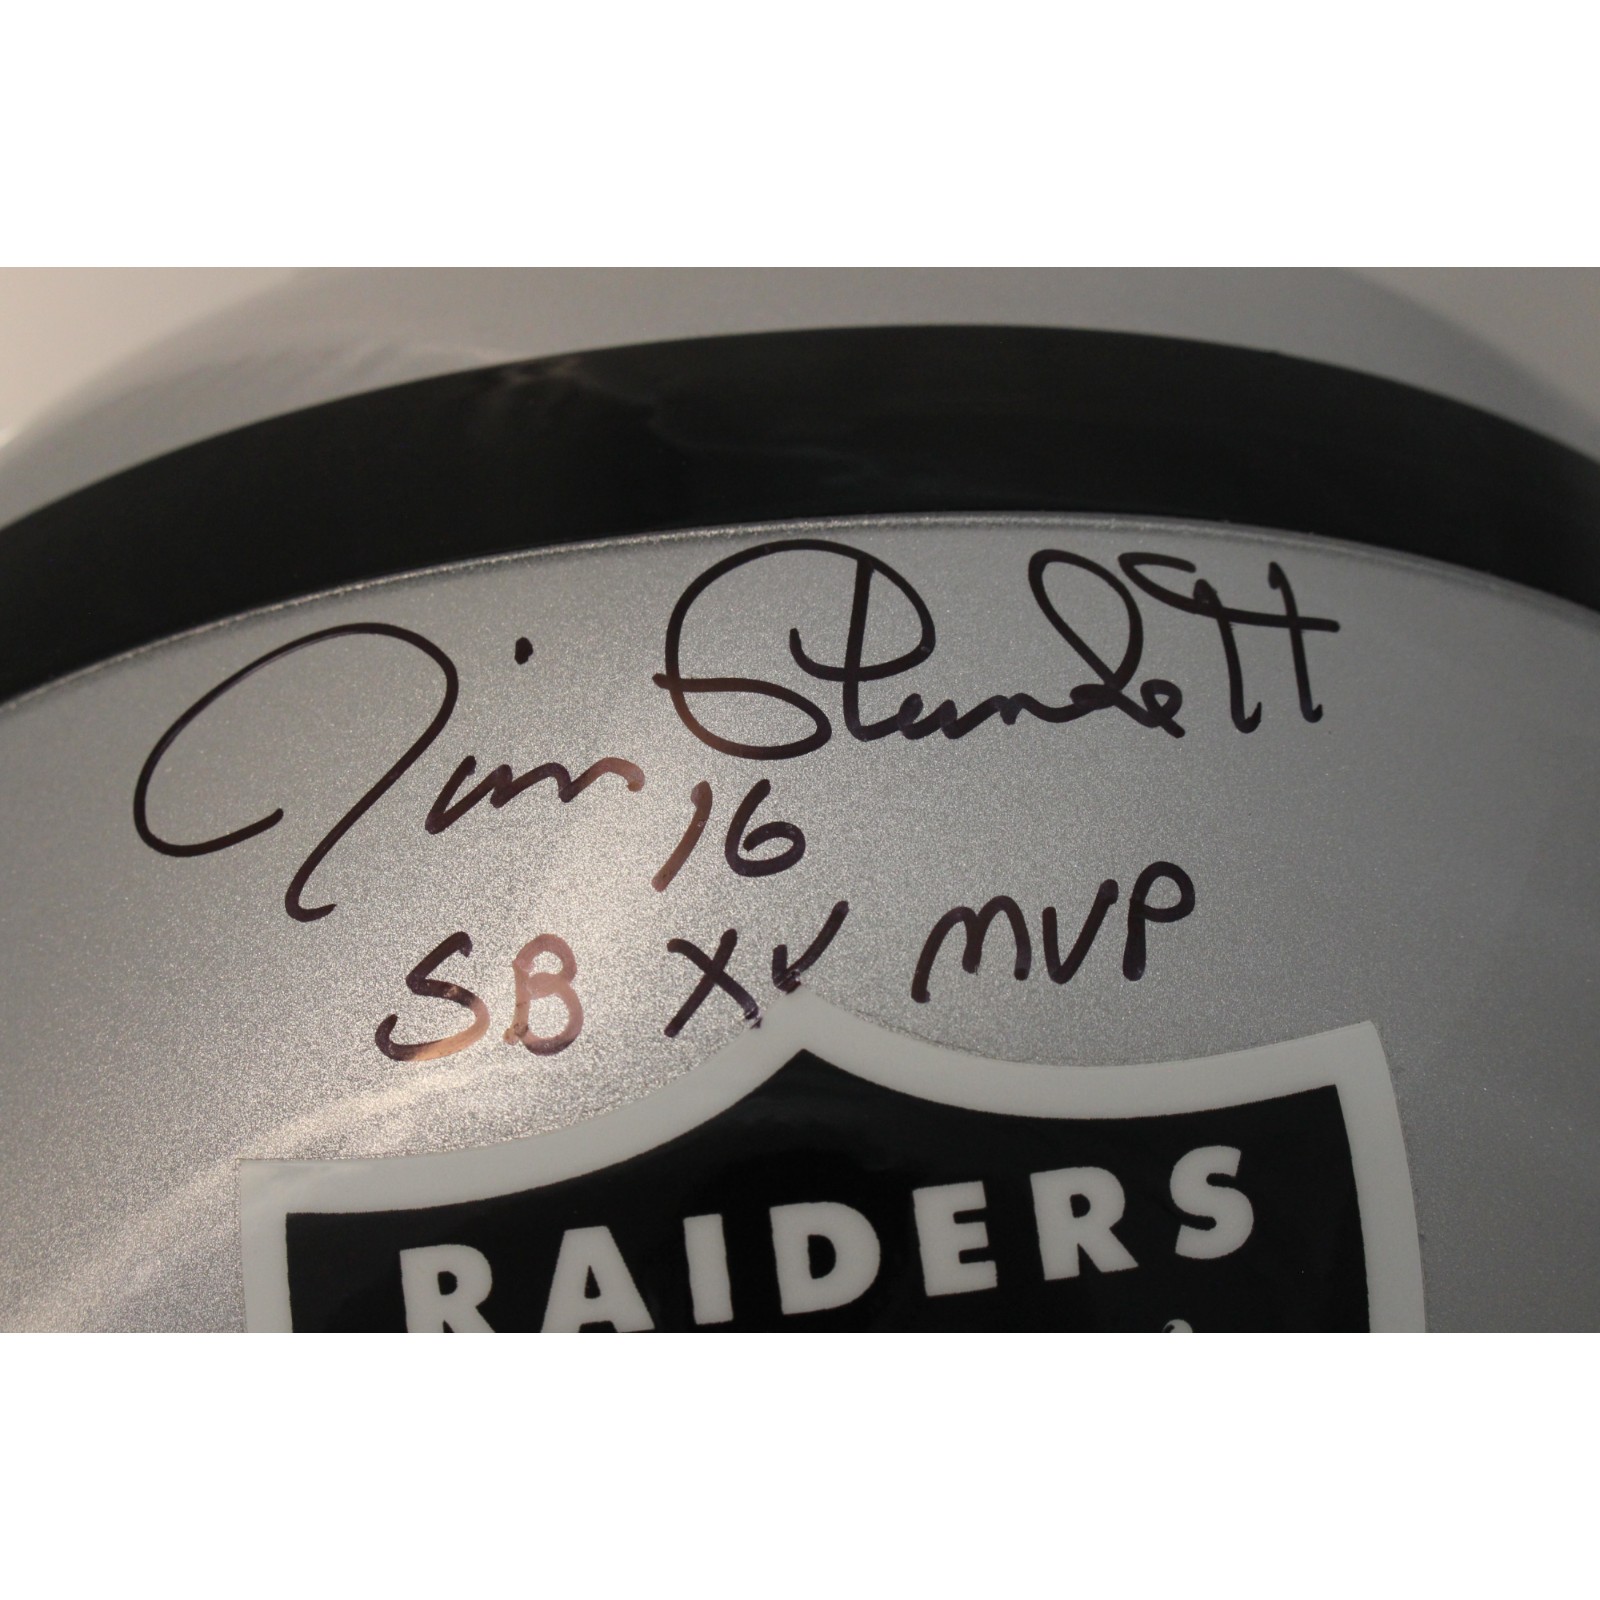 Jim Plunkett
16
SB XV MVP
RAIDERS